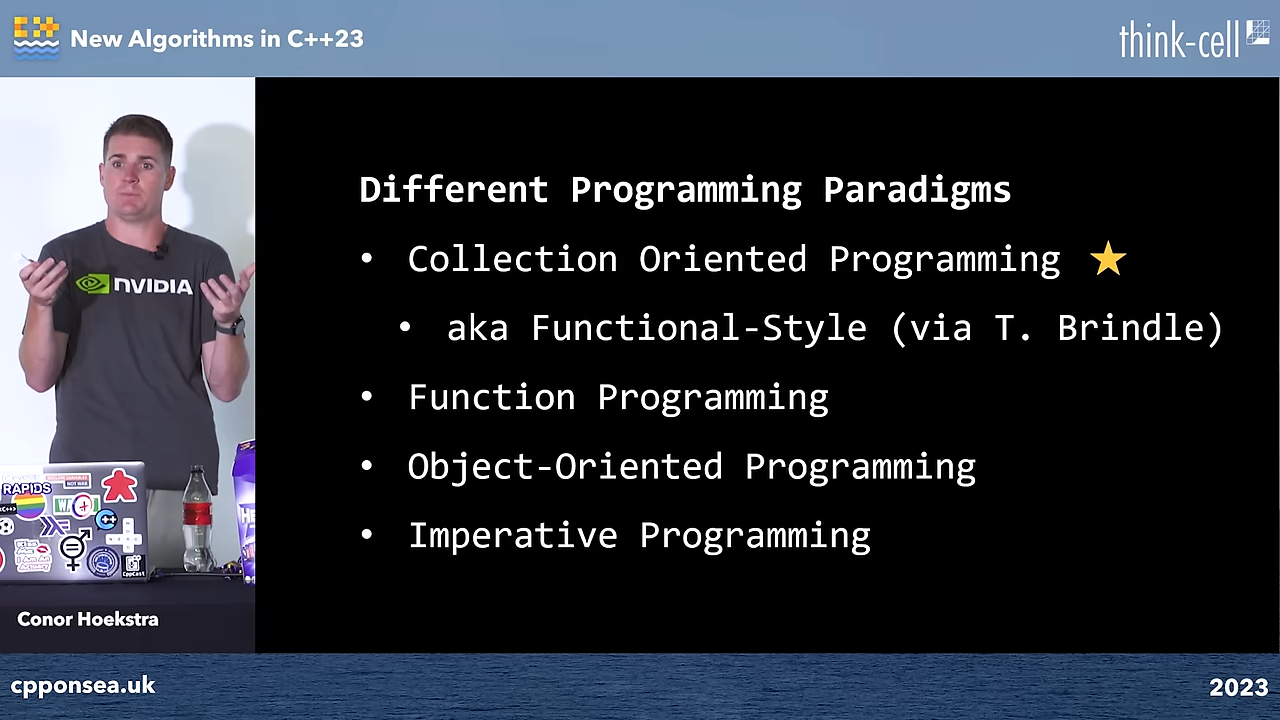 C++
New Algorithms in C++23
think-cell
Different Programming Paradigms
• Collection Oriented Programming
• aka Functional-Style (via T. Brindle)
• Function Programming
• Object-Oriented Programming
• Imperative Programming
NVIDIA
RAPIDS
CppCast
Conor Hoekstra
cpponsea.uk
2023